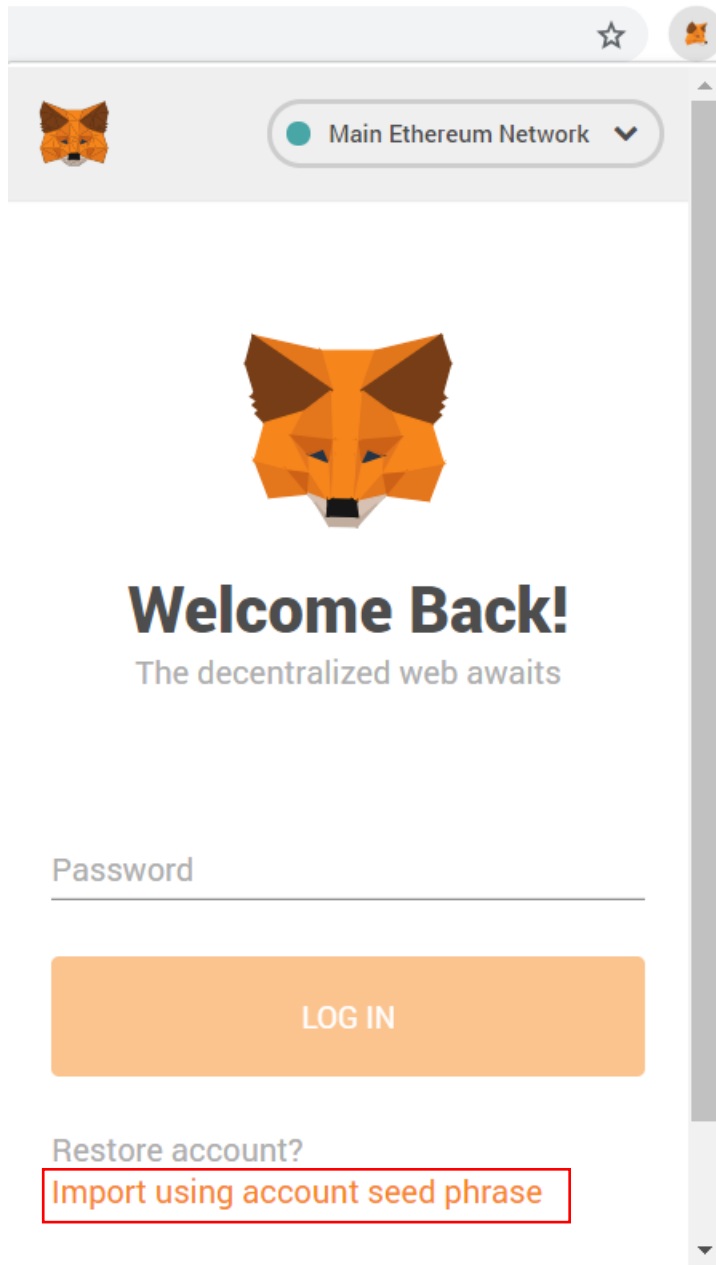 Main Ethereum Network
Welcome Back!
The decentralized web awaits
Password
LOG IN
Restore account?
Import using account seed phrase